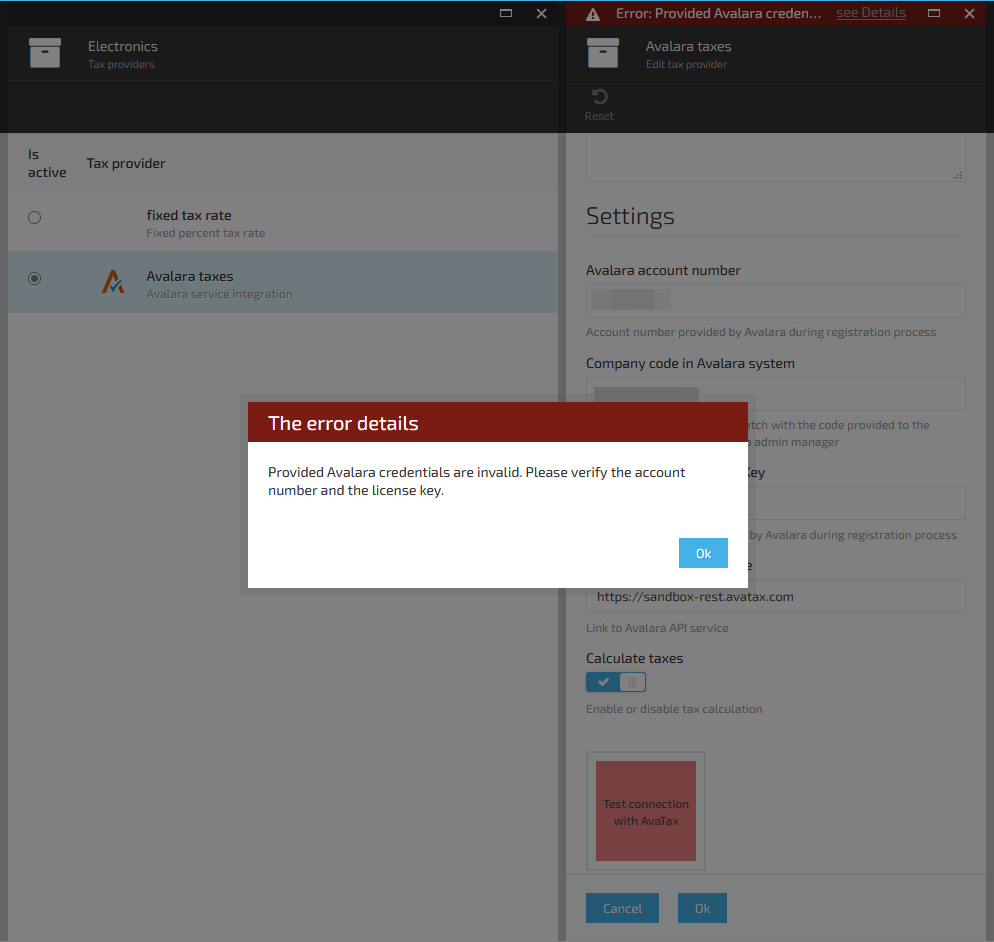 Error: Provided Avalara creden... see Details
Electronics
Tax providers
Avalara taxes
Edit tax provider
Reset
Is
active
Tax provider
fixed tax rate
Fixed percent tax rate
Avalara taxes
Avalara service integration
Settings
Avalara account number
Account number provided by Avalara during registration process
Company code in Avalara system
with the code provided to the
admin manager
by Avalara during registration process
The error details
Provided Avalara credentials are invalid. Please verify the account
number and the license key.
Ok
https://sandbox-rest.avatax.com
Link to Avalara API service
Calculate taxes
Enable or disable tax calculation
Test connection
with AvaTax
Cancel
Ok